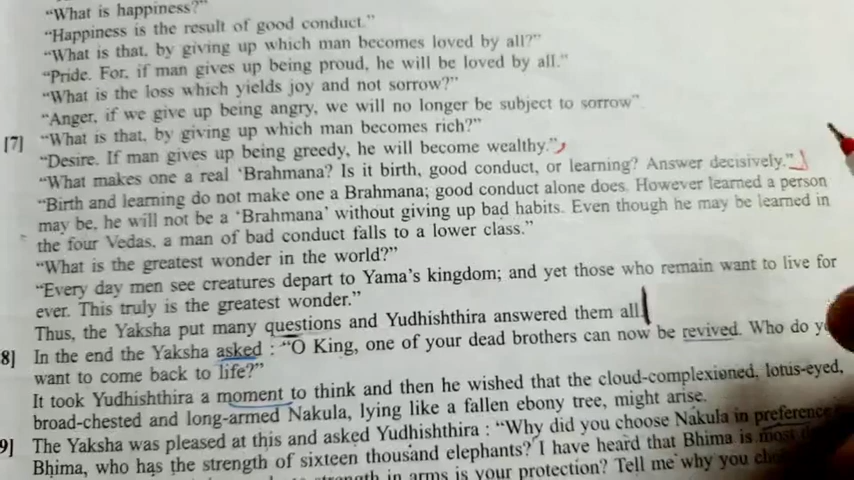 “What is happiness?”
“Happiness is the result of good conduct.”
“What is that, by giving up which man becomes loved by all?”
“Pride. For, if man gives up being proud, he will be loved by all.”
“What is the loss which yields joy and not sorrow?”
“Anger, if we give up being angry, we will no longer be subject to sorrow”
[7] “What is that, by giving up which man becomes rich?”
“Desire. If man gives up being greedy, he will become wealthy.”
“What makes one a real ‘Brahmana? Is it birth, good conduct, or learning? Answer decisively.”
“Birth and learning do not make one a Brahmana; good conduct alone does. However learned a person
may be, he will not be a ‘Brahmana’ without giving up bad habits. Even though he may be learned in
the four Vedas, a man of bad conduct falls to a lower class.”
“What is the greatest wonder in the world?”
“Every day men see creatures depart to Yama’s kingdom; and yet those who remain want to live for
ever. This truly is the greatest wonder.”
Thus, the Yaksha put many questions and Yudhishthira answered them all.
8] In the end the Yaksha asked : “O King, one of your dead brothers can now be revived. Who do
want to come back to life?”
It took Yudhishthira a moment to think and then he wished that the cloud-complexioned, lotus-eyed,
broad-chested and long-armed Nakula, lying like a fallen ebony tree, might arise.
9] The Yaksha was pleased at this and asked Yudhishthira : “Why did you choose Nakula in preference
Bhima, who has the strength of sixteen thousand elephants? I have heard that Bhima is most
strength in arms is your protection? Tell me why you